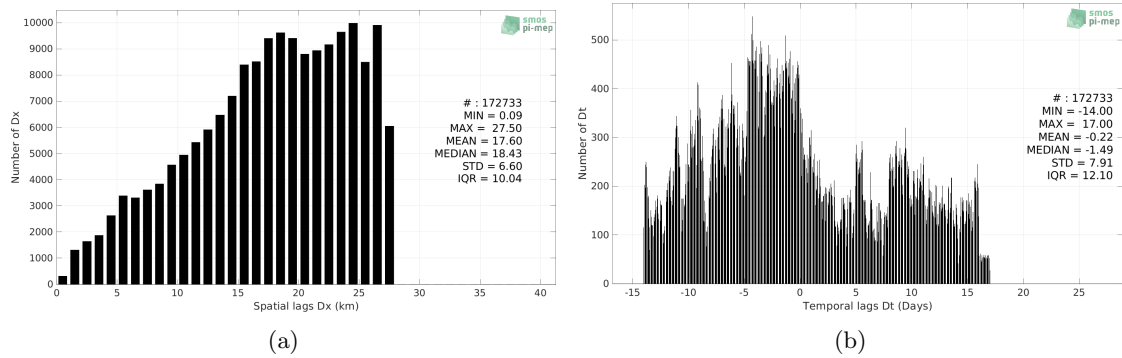 10000
9000
8000
7000
6000
5000
4000
3000
2000
1000
0
Number of Dx
0 5 10 15 20 25 30 35 40
Spatial lags Dx (km)
smos
pi-mep
# : 172733
MIN = 0.09
MAX = 27.50
MEAN = 17.60
MEDIAN = 18.43
STD = 6.60
IQR = 10.04
(a)
500
400
300
200
100
0
Number of Dt
-15 -10 -5 0 5 10 15 20 25
Temporal lags Dt (Days)
smos
pi-mep
# : 172733
MIN = -14.00
MAX = 17.00
MEAN = -0.22
MEDIAN = -1.49
STD = 7.91
IQR = 12.10
(b)